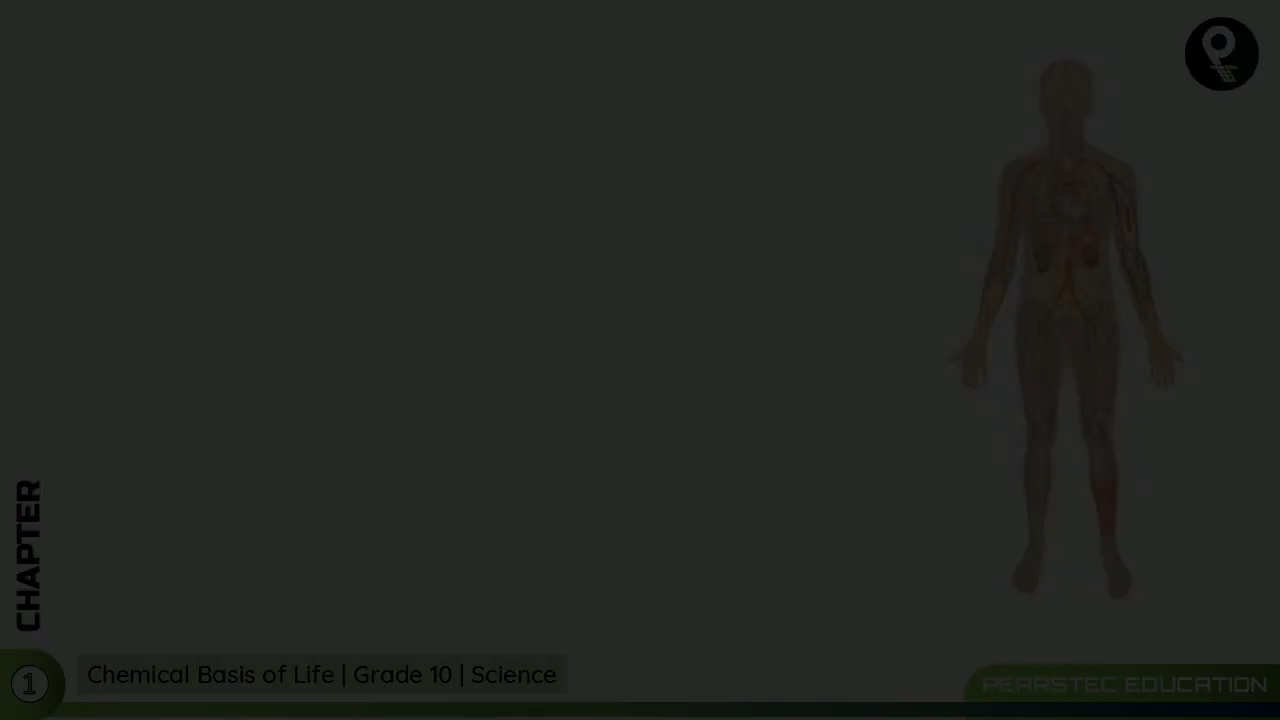 CHAPTER
1
Chemical Basis of Life | Grade 10 | Science
PEARSTEC EDUCATION